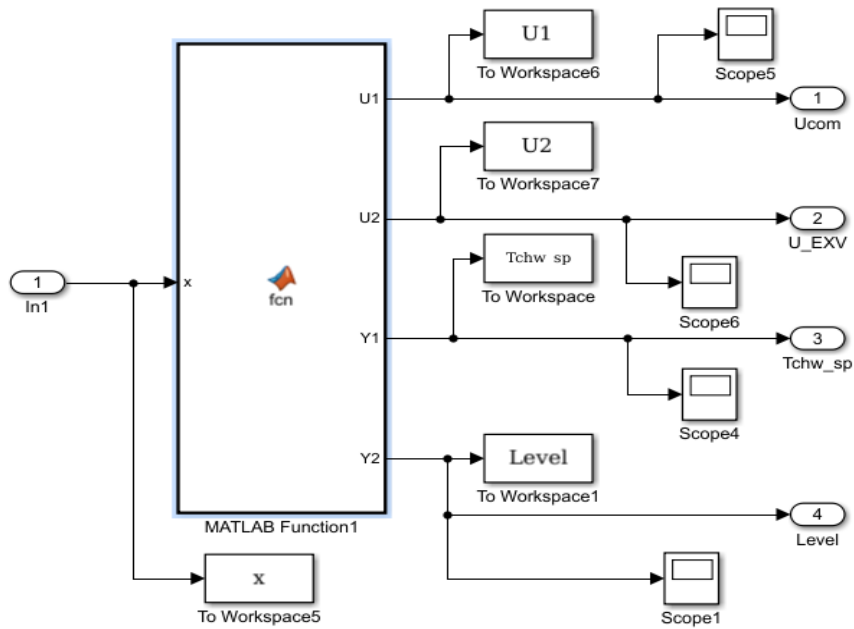 U1
To Workspace6
Scope5
U1
1
Ucom
U2
To Workspace7
U2
2
U_EXV
Tchw sp
To Workspace
Scope6
1
In1
x
fcn
Y1
3
Tchw_sp
Scope4
Y2
Level
To Workspace1
4
Level
MATLAB Function1
x
To Workspace5
Scope1